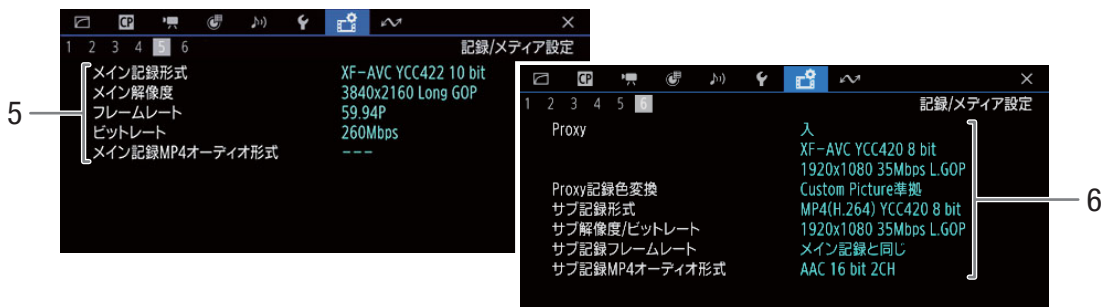 CP
1 2 3 4 5 6 記録/メディア設定
メイン記録形式 XF-AVC YCC422 10 bit
メイン解像度 3840x2160 Long GOP
フレームレート 59.94P
ビットレート 260Mbps
メイン記録MP4オーディオ形式 ---
5
CP
1 2 3 4 5 6 記録/メディア設定
Proxy 入
XF-AVC YCC420 8 bit
1920x1080 35Mbps L.GOP
Proxy記録色変換 Custom Picture準拠
サブ記録形式 MP4(H.264) YCC420 8 bit
サブ解像度/ビットレート 1920x1080 35Mbps L.GOP
サブ記録フレームレート メイン記録と同じ
サブ記録MP4オーディオ形式 AAC 16 bit 2CH
6